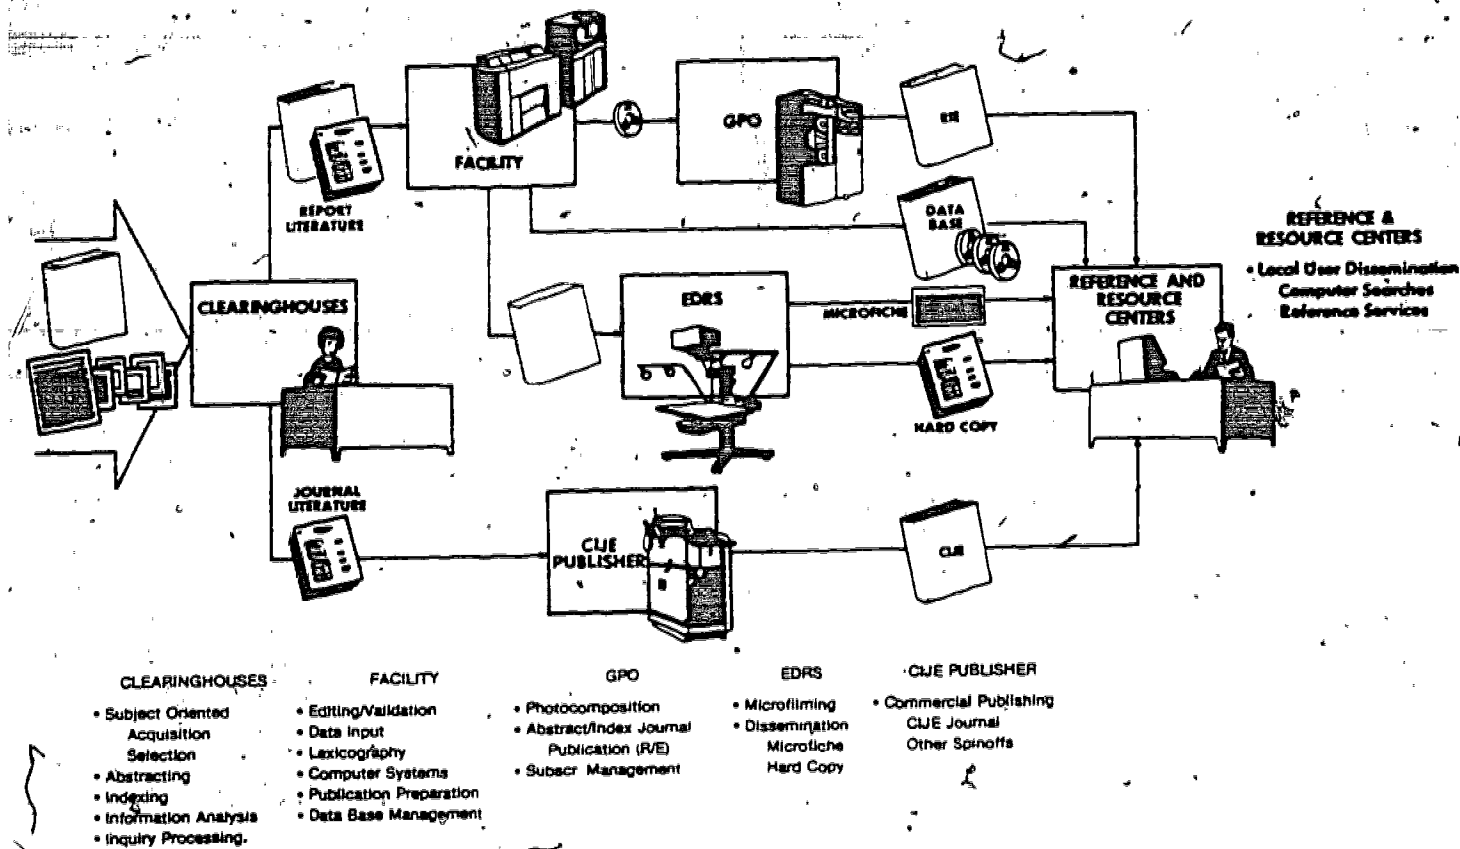 GPO
RIE
FACILITY
REPORT
LITERATURE
DATA
BASE
REFERENCE &
RESOURCE CENTERS
• Local User Dissemination
Computer Searches
Reference Services
CLEARINGHOUSES
EDRS
MICROFICHE
REFERENCE AND
RESOURCE
CENTERS
HARD COPY
JOURNAL
LITERATURE
CIJE
PUBLISHER
CIJE
CLEARINGHOUSES
• Subject Oriented
Acquisition
Selection
• Abstracting
• Indexing
• Information Analysis
• Inquiry Processing.
FACILITY
• Editing/Validation
• Data Input
• Lexicography
• Computer Systems
• Publication Preparation
• Data Base Management
GPO
• Photocomposition
• Abstract/Index Journal
Publication (R/E)
• Subscr Management
EDRS
• Microfilming
• Dissemination
Microfiche
Hard Copy
CIJE PUBLISHER
• Commercial Publishing
CIJE Journal
Other Spinoffs